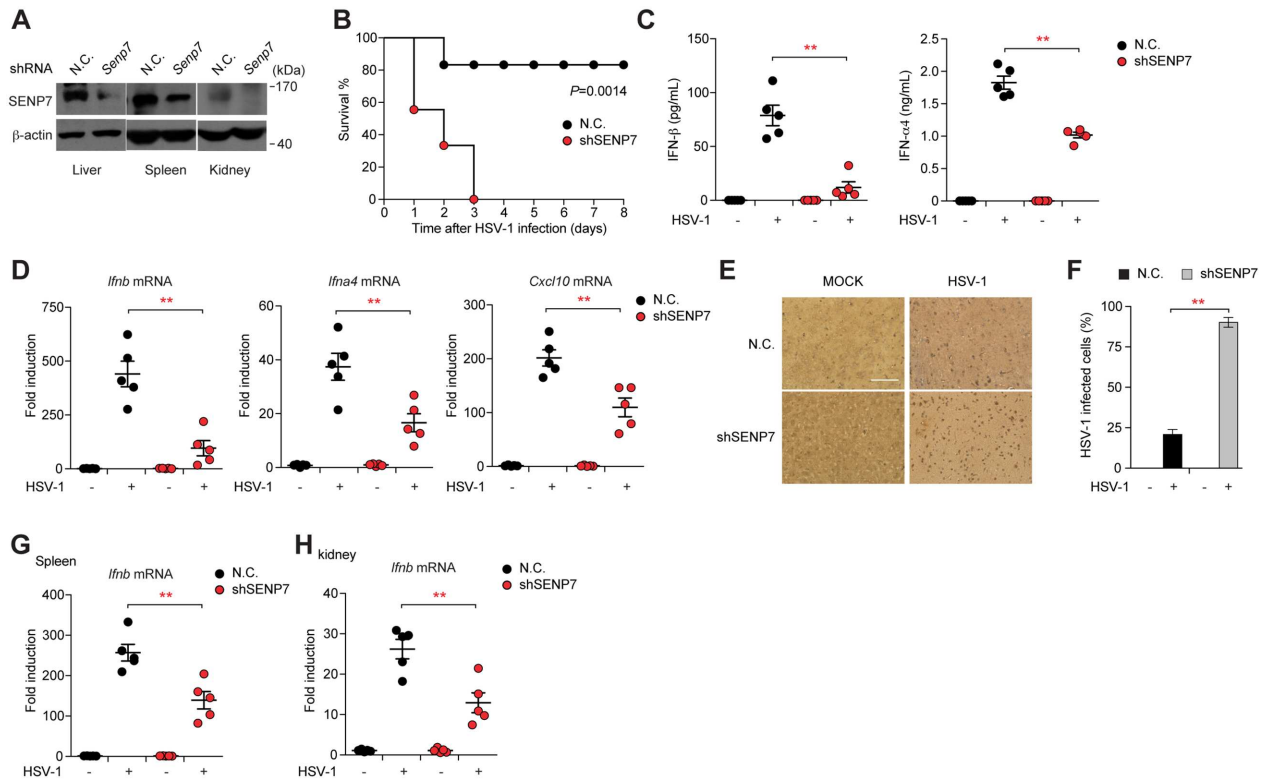 A
shRNA
N.C.
Senp7
N.C.
Senp7
N.C.
Senp7
(kDa)
SENP7
-170
β-actin
-40
Liver
Spleen
Kidney
B
Survival %
100
80
60
40
20
0
P=0.0014
N.C.
shSENP7
0 1 2 3 4 5 6 7 8
Time after HSV-1 infection (days)
C
IFN-β (pg/mL)
150
100
50
0
**
HSV-1 - + - +
IFN-α4 (ng/mL)
2.5
2.0
1.5
1.0
0.5
0
**
HSV-1 - + - +
N.C.
shSENP7
D
Ifnb mRNA
Fold induction
750
500
250
0
**
HSV-1 - + - +
Ifna4 mRNA
Fold induction
60
40
20
0
**
HSV-1 - + - +
Cxcl10 mRNA
Fold induction
300
200
100
0
**
HSV-1 - + - +
N.C.
shSENP7
E
MOCK
HSV-1
N.C.
shSENP7
F
N.C.
shSENP7
HSV-1 infected cells (%)
100
75
50
25
0
**
HSV-1 - + - +
G
Spleen
Ifnb mRNA
N.C.
shSENP7
Fold induction
400
300
200
100
0
**
HSV-1 - + - +
H
kidney
Ifnb mRNA
N.C.
shSENP7
Fold induction
40
30
20
10
0
**
HSV-1 - + - +